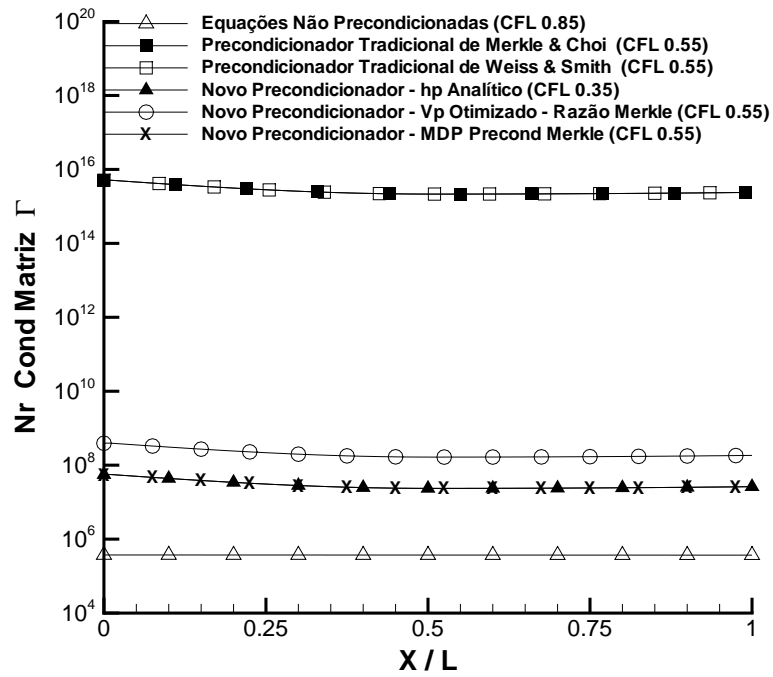 Equações Não Precondicionadas (CFL 0.85)
Precondicionador Tradicional de Merkle & Choi (CFL 0.55)
Precondicionador Tradicional de Weiss & Smith (CFL 0.55)
Novo Precondicionador - hp Analítico (CFL 0.35)
Novo Precondicionador - Vp Otimizado - Razão Merkle (CFL 0.55)
Novo Precondicionador - MDP Precond Merkle (CFL 0.55)
Nr Cond Matriz Γ
10^20
10^18
10^16
10^14
10^12
10^10
10^8
10^6
10^4
0
0.25
0.5
0.75
1
X / L